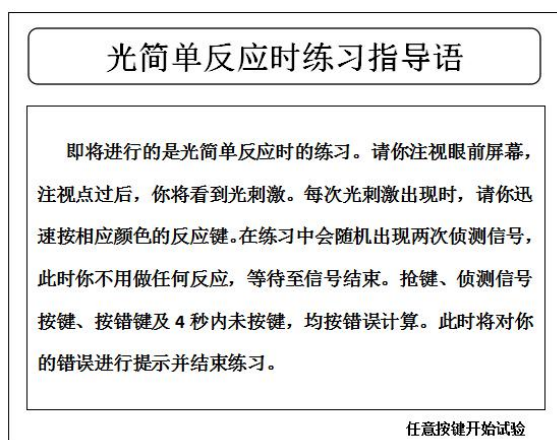 光简单反应时练习指导语
即将进行的是光简单反应时的练习。请你注视眼前屏幕，
注视点过后，你将看到光刺激。每次光刺激出现时，请你迅
速按相应颜色的反应键。在练习中会随机出现两次侦测信号，
此时你不用做任何反应，等待至信号结束。抢键、侦测信号
按键、按错键及 4 秒内未按键，均按错误计算。此时将对你
的错误进行提示并结束练习。
任意按键开始试验